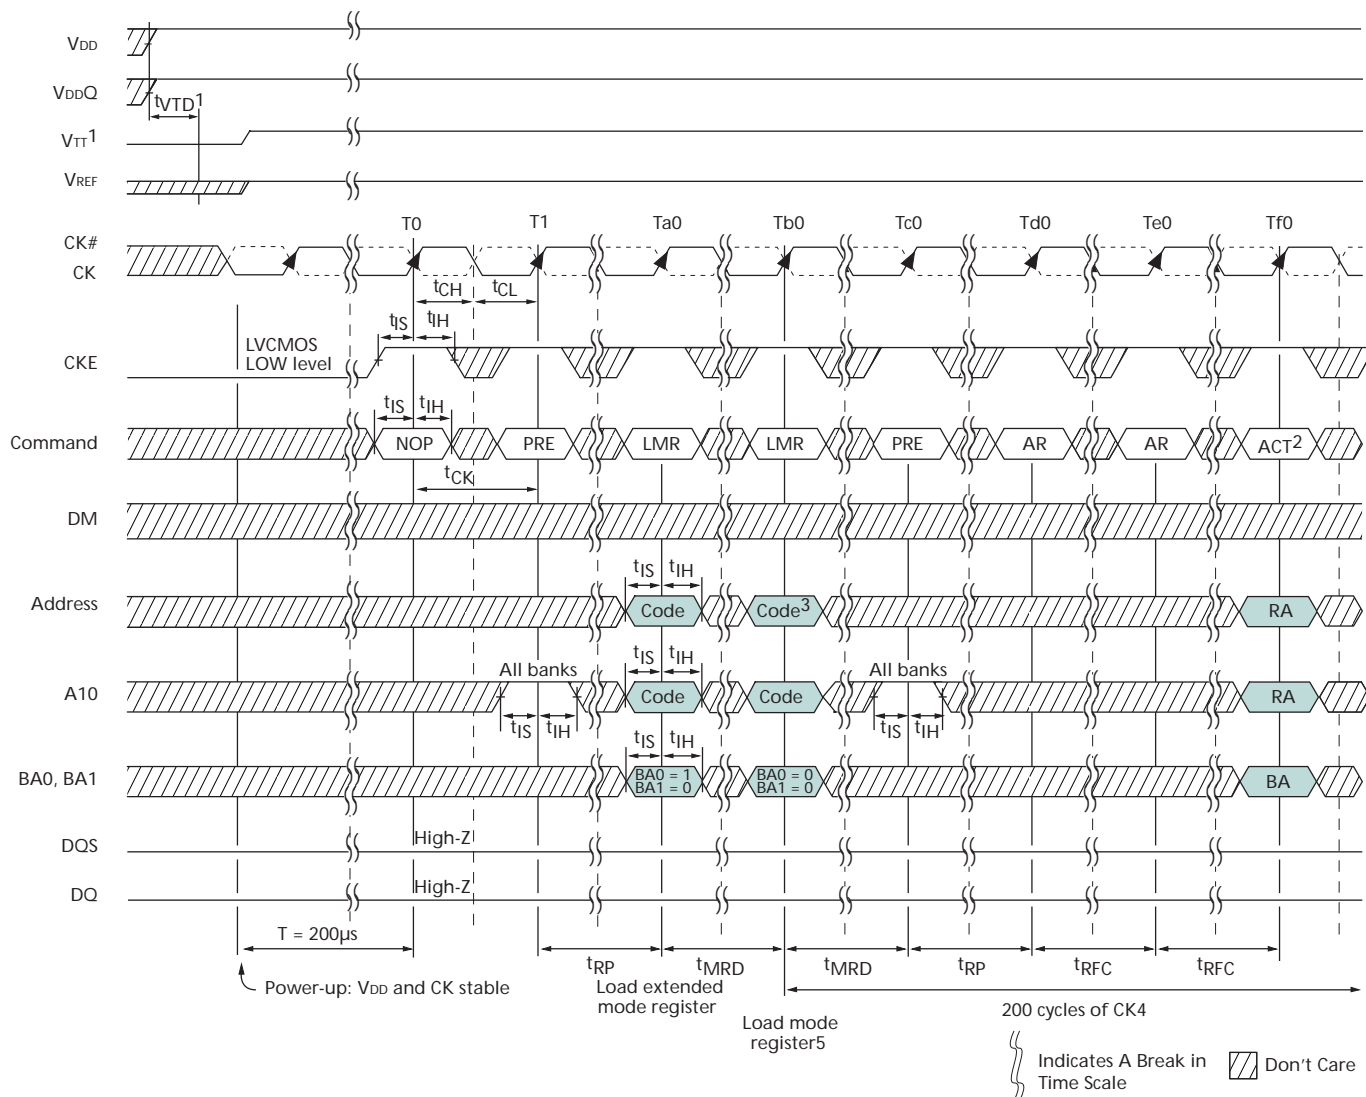 VDD
VDDQ
tVTD1
VTT1
VREF
T0 T1 Ta0 Tb0 Tc0 Td0 Te0 Tf0
CK#
CK
tCH tCL
tIS tIH
LVCMOS
LOW level
CKE
tIS tIH
Command NOP PRE LMR LMR PRE AR AR ACT2
tCK
DM
tIS tIH
Address Code Code3 RA
All banks tIS tIH All banks
A10 Code Code RA
tIS tIH tIS tIH
tIS tIH
BA0, BA1 BA0 = 1 BA0 = 0 BA
BA1 = 0 BA1 = 0
DQS High-Z
DQ High-Z
T = 200µs
tRP tMRD tMRD tRP tRFC tRFC
Power-up: VDD and CK stable
Load extended
mode register
200 cycles of CK4
Load mode
register5
Indicates A Break in
Time Scale
Don't Care